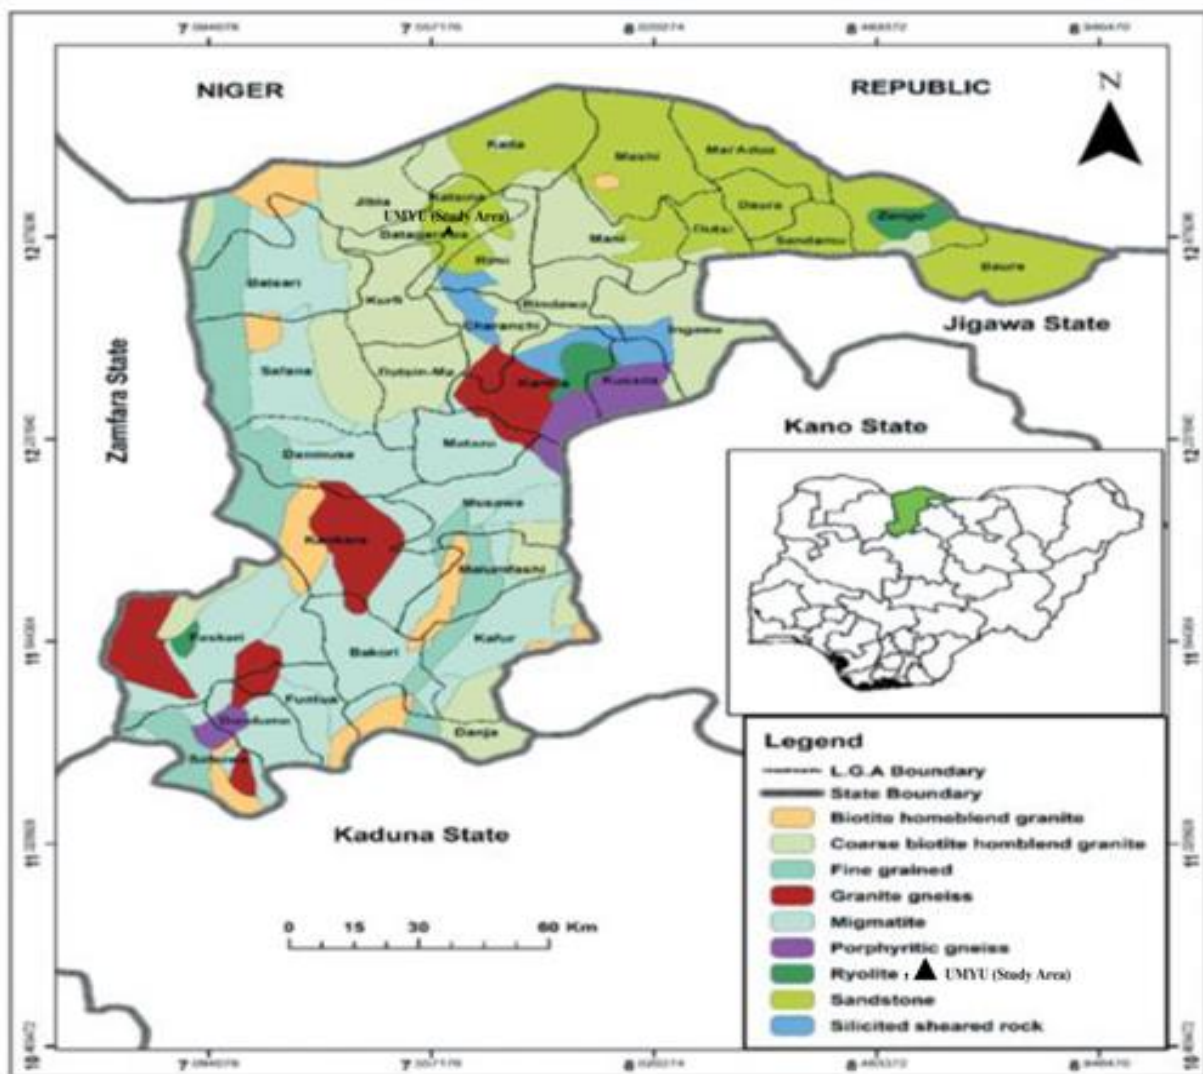 NIGER
REPUBLIC
Z
Kaita
Mashi
Mai'Adua
Jibia
Katsina
UMYU (Study Area)
Daura
Zango
Mani
Dutsi
Sandamu
Rimi
Baure
Batsari
Kurfi
Bindawa
Charanchi
Ingawa
Jigawa State
Safana
Dutsin-Ma
Kankia
Kusada
Zamfara State
Kano State
Matazu
Danmusa
Musawa
Kankara
Malumfashi
Faskari
Kafur
Bakori
Funtua
Dandume
Sabuwa
Danja
Kaduna State
0 15 30 60 Km
Legend
L.G.A Boundary
State Boundary
Biotite homeblend granite
Coarse biotite homblend granite
Fine grained
Granite gneiss
Migmatite
Porphyritic gneiss
Ryolite , UMYU (Study Area)
Sandstone
Silicited sheared rock